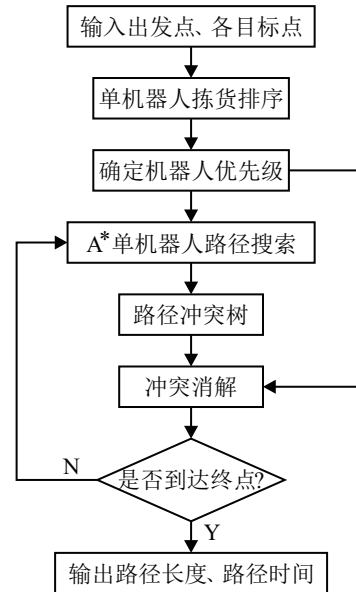 输入出发点、各目标点
单机器人拣货排序
确定机器人优先级
A*单机器人路径搜索
路径冲突树
冲突消解
N
是否到达终点?
Y
输出路径长度、路径时间